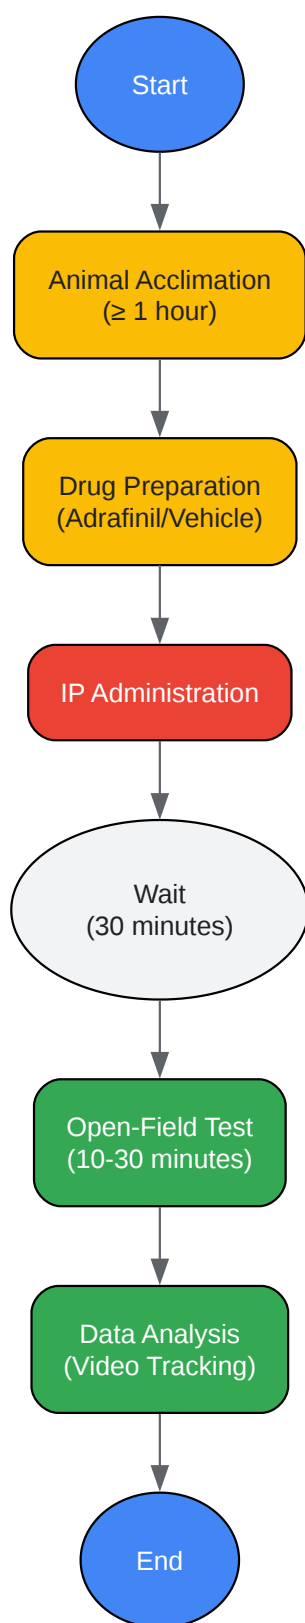 Start
Animal Acclimation
(≥ 1 hour)
Drug Preparation
(Adrafinil/Vehicle)
IP Administration
Wait
(30 minutes)
Open-Field Test
(10-30 minutes)
Data Analysis
(Video Tracking)
End